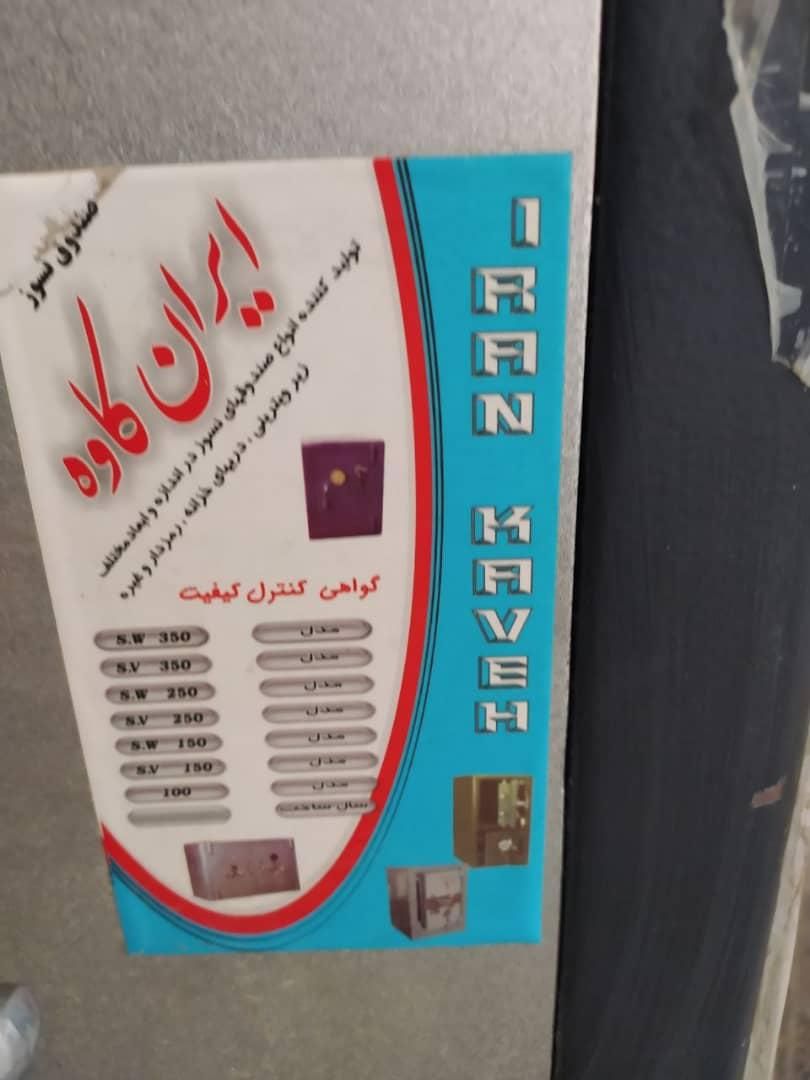 صندوق نسوز
ایران کاوه
تولید کننده انواع صندوقهای نسوز در اندازه و ابعاد مختلف
زیر ویترینی ، دربهای خزانه ، رمزدار و غیره
گواهی کنترل کیفیت
مدل S.W 350
مدل S.V 350
مدل S.W 250
مدل S.V 250
مدل S.W 150
مدل S.V 150
مدل 100
سال ساخت
IRAN KAVEH